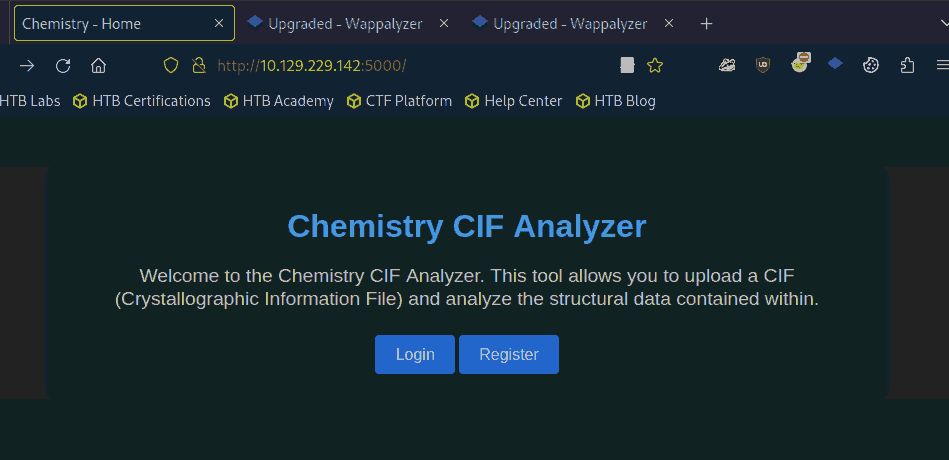 Chemistry - Home
Upgraded - Wappalyzer
Upgraded - Wappalyzer
http://10.129.229.142:5000/
HTB Labs HTB Certifications HTB Academy CTF Platform Help Center HTB Blog
Chemistry CIF Analyzer
Welcome to the Chemistry CIF Analyzer. This tool allows you to upload a CIF
(Crystallographic Information File) and analyze the structural data contained within.
Login Register